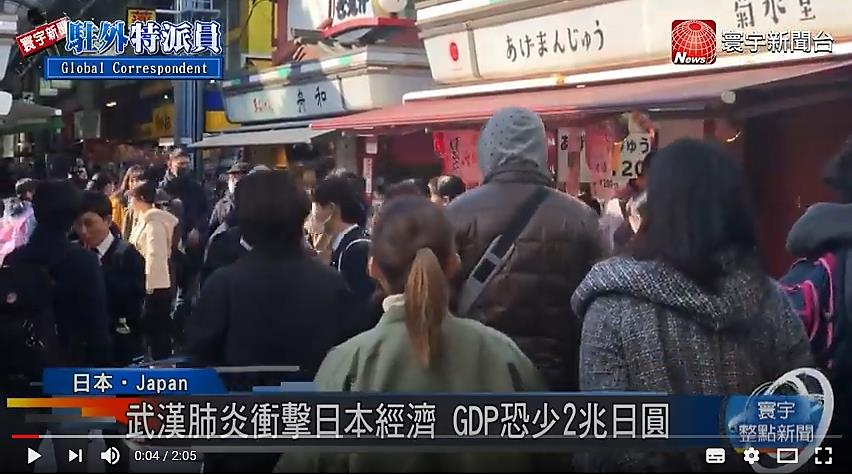 寰宇新聞
駐外特派員
Global Correspondent
News
寰宇新聞台
あげまんじゅう
日本・Japan
武漢肺炎衝擊日本經濟 GDP恐少2兆日圓
寰宇
整點新聞
0:04 / 2:05